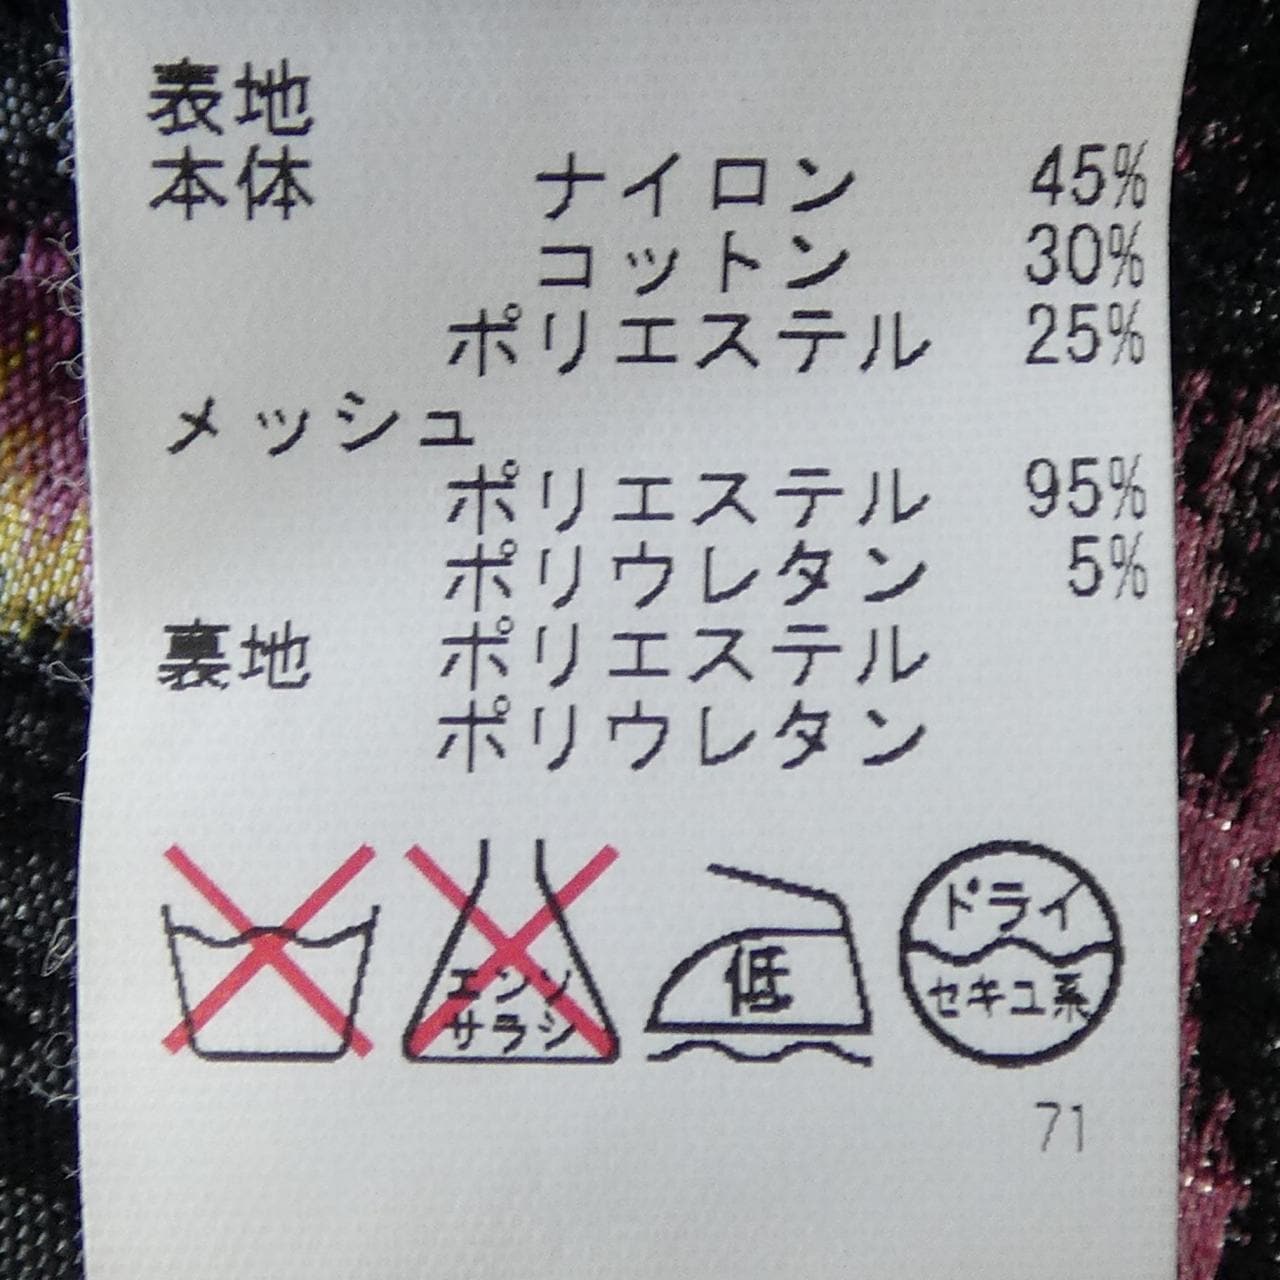 表地
本体 ナイロン 45%
コットン 30%
ポリエステル 25%
メッシュ
ポリエステル 95%
ポリウレタン 5%
裏地 ポリエステル
ポリウレタン
エンソ
サラシ
低
ドライ
セキユ系
71